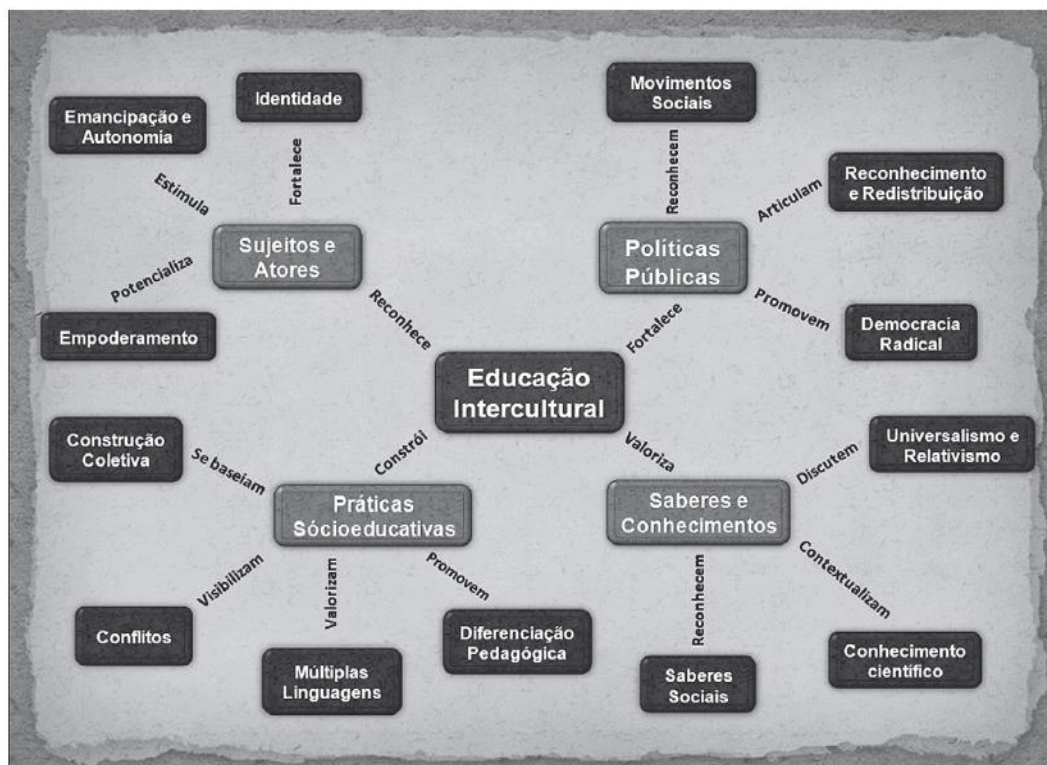 Emancipação e
Autonomia
Identidade
Estimula
Fortalece
Sujeitos e
Atores
Potencializa
Empoderamento
Reconhece
Movimentos
Sociais
Reconhecem
Articulam
Reconhecimento
e Redistribuição
Políticas
Públicas
Promovem
Democracia
Radical
Fortalece
Educação
Intercultural
Construção
Coletiva
Se baseiam
Constrói
Práticas
Sócioeducativas
Visibilizam
Conflitos
Valorizam
Múltiplas
Linguagens
Promovem
Diferenciação
Pedagógica
Valoriza
Saberes e
Conhecimentos
Discutem
Universalismo e
Relativismo
Contextualizam
Conhecimento
científico
Reconhecem
Saberes
Sociais